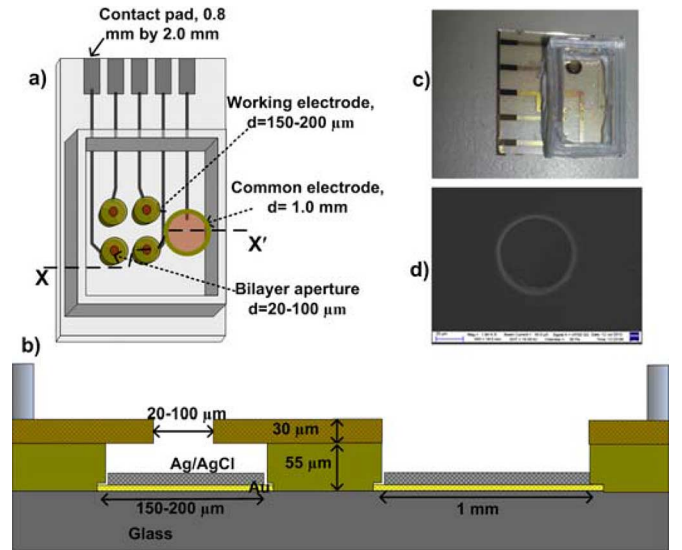 Contact pad, 0.8
mm by 2.0 mm
a)
Working electrode,
d=150-200 µm
Common electrode,
d= 1.0 mm
X'
X
Bilayer aperture
d=20-100 µm
c)
d)
b)
20-100 µm
30 µm
Ag/AgCl
55 µm
Au
150-200 µm
1 mm
Glass